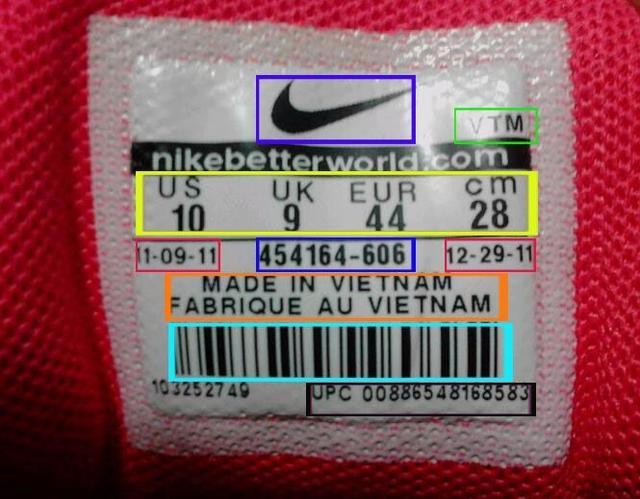 VTM
nikebetterworld.com
US UK EUR cm
10 9 44 28
11-09-11 454164-606 12-29-11
MADE IN VIETNAM
FABRIQUE AU VIETNAM
103252749 UPC 00886548168583